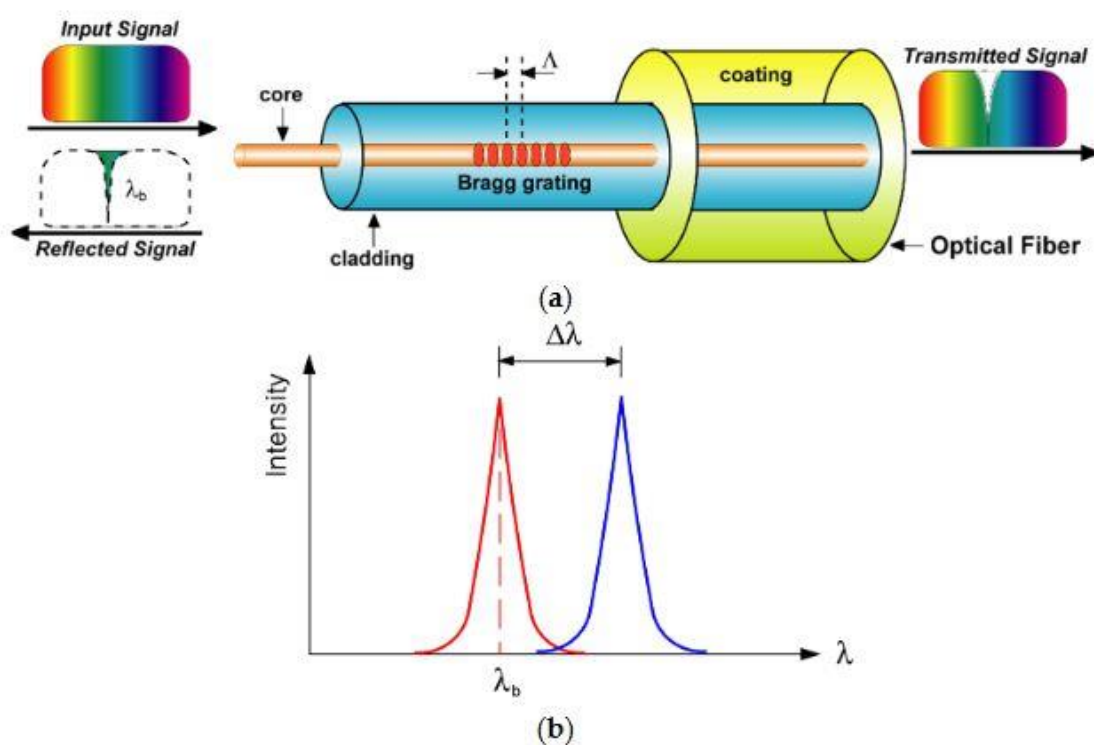 Input Signal
core
λb
Reflected Signal
cladding
Λ
Bragg grating
coating
Transmitted Signal
Optical Fiber
(a)
Δλ
Intensity
λb
λ
(b)